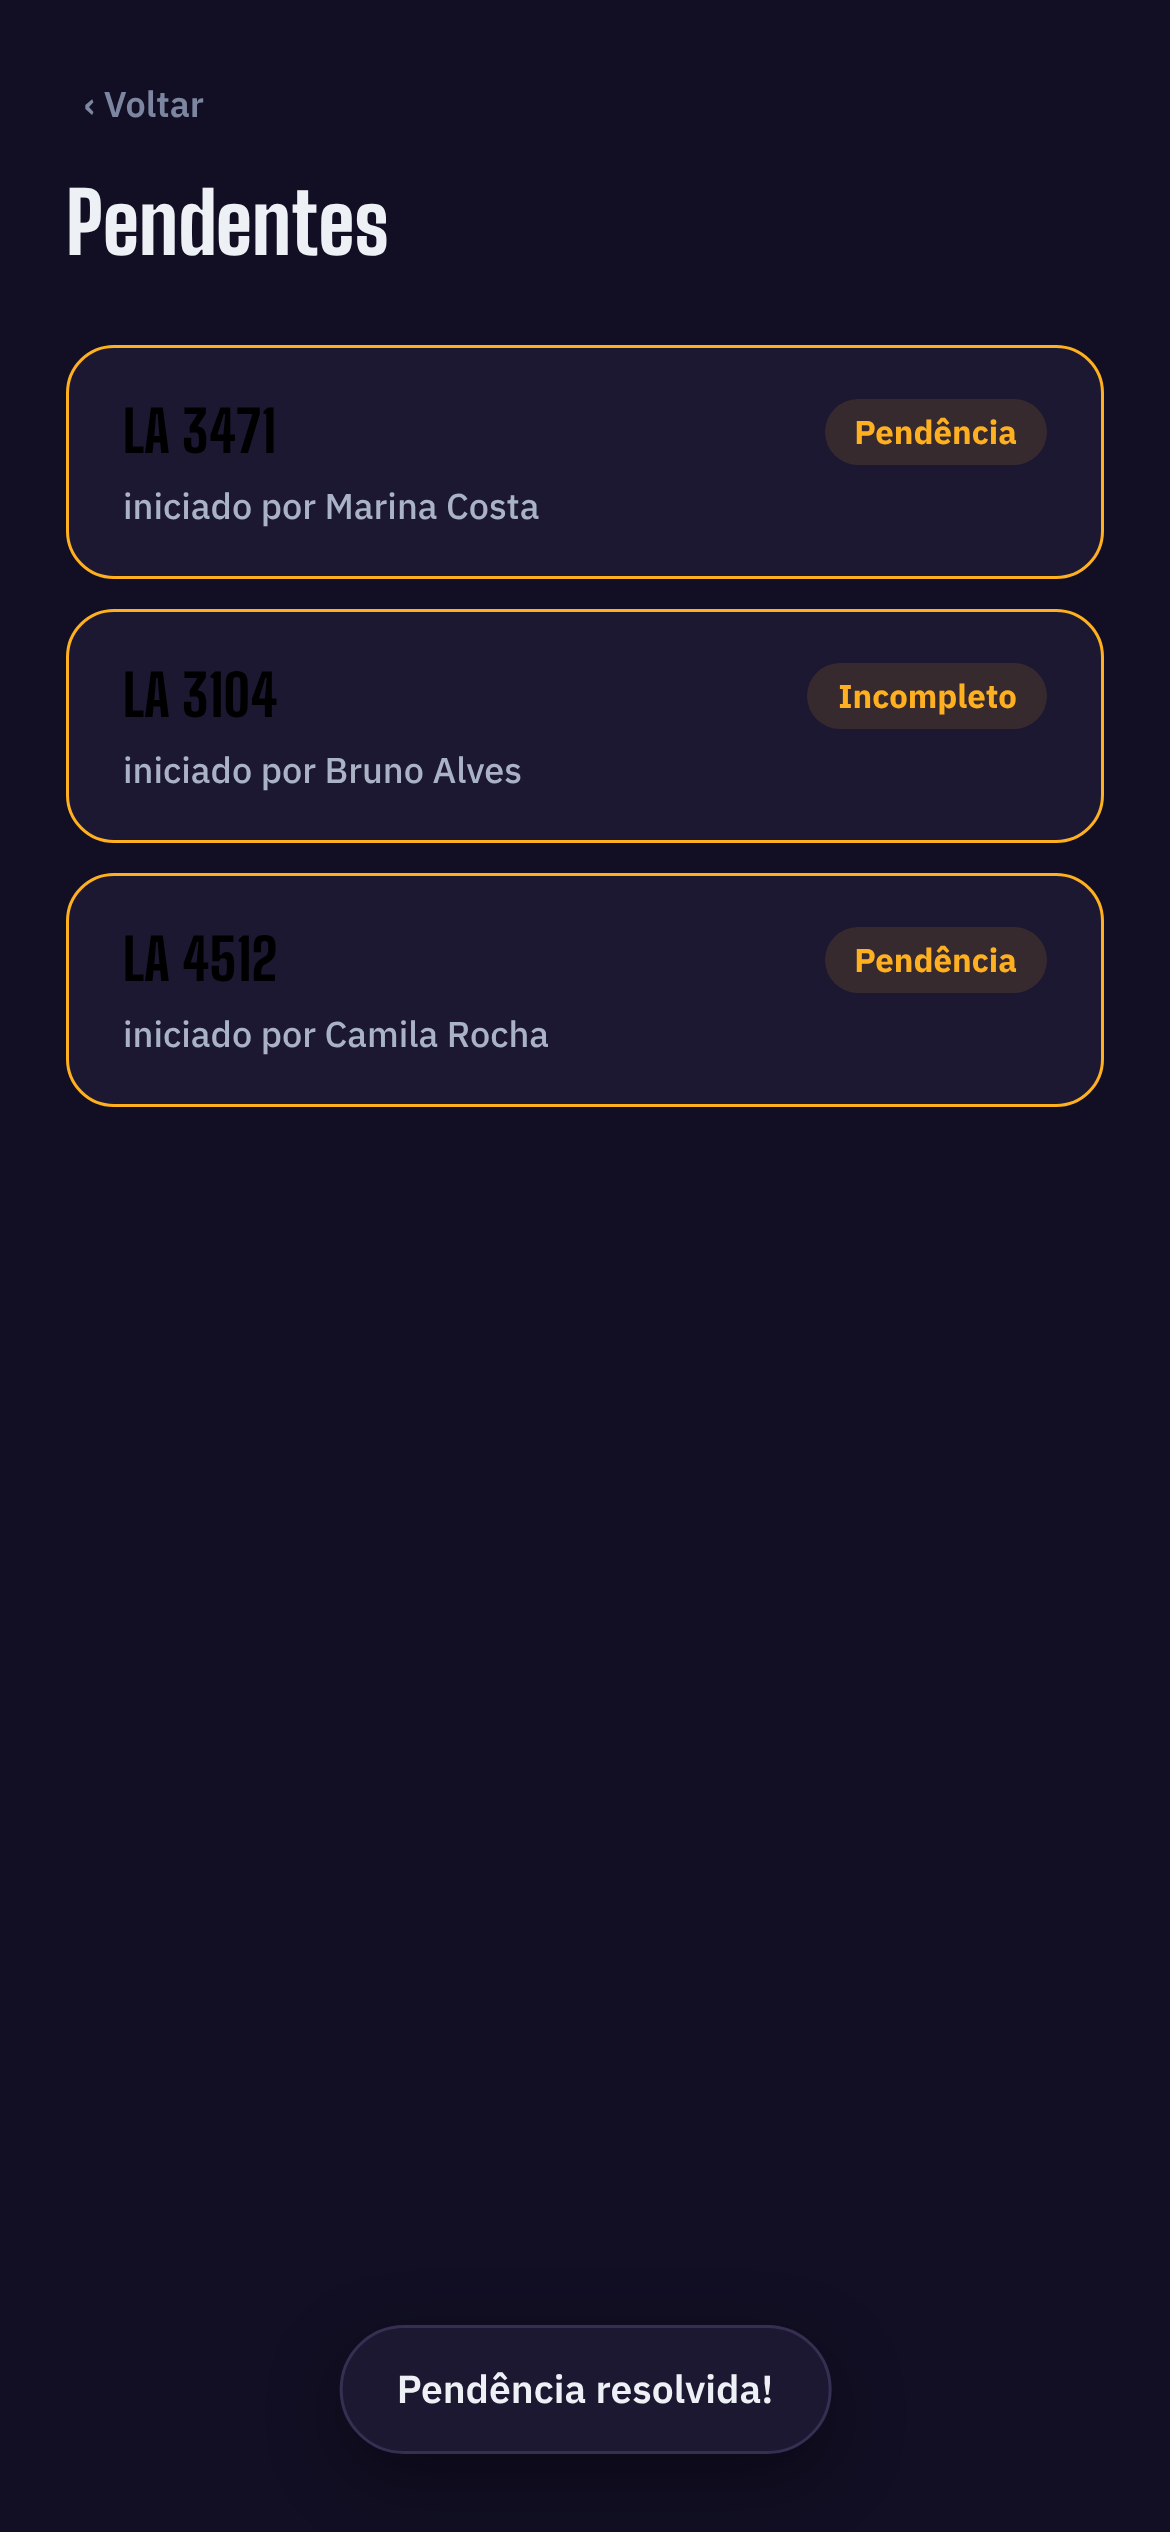 ‹ Voltar
Pendentes
LA 3471
Pendência
iniciado por Marina Costa
LA 3104
Incompleto
iniciado por Bruno Alves
LA 4512
Pendência
iniciado por Camila Rocha
Pendência resolvida!